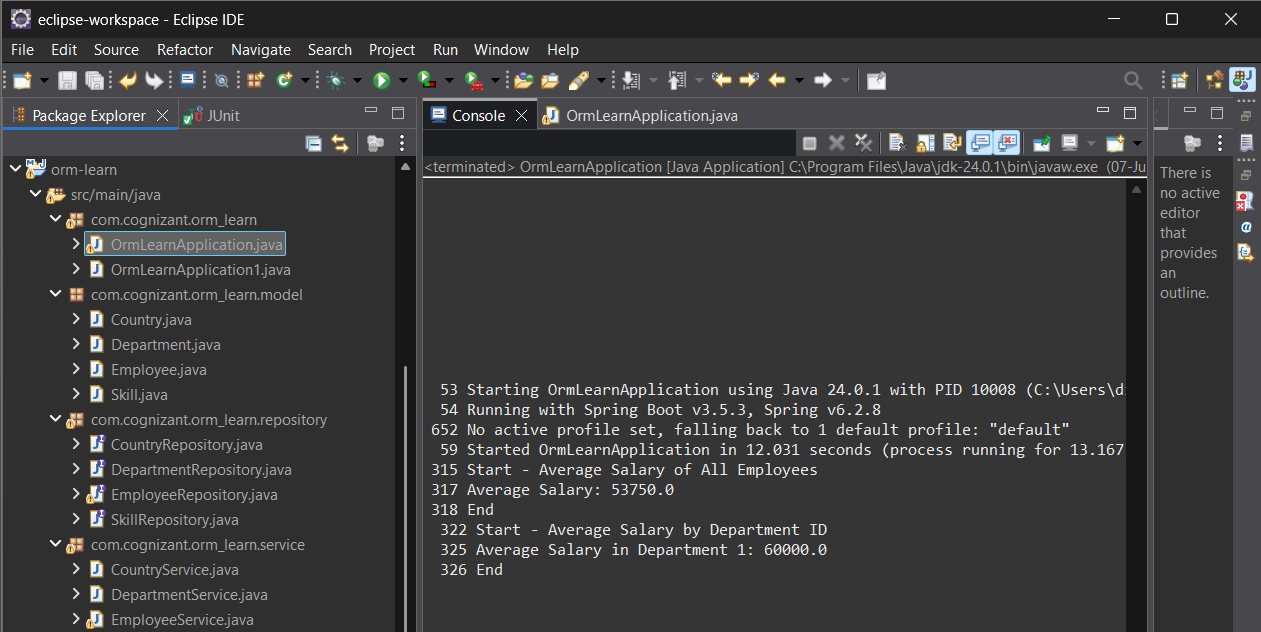 eclipse-workspace - Eclipse IDE
File Edit Source Refactor Navigate Search Project Run Window Help
Package Explorer JUnit
orm-learn
src/main/java
com.cognizant.orm_learn
OrmLearnApplication.java
OrmLearnApplication1.java
com.cognizant.orm_learn.model
Country.java
Department.java
Employee.java
Skill.java
com.cognizant.orm_learn.repository
CountryRepository.java
DepartmentRepository.java
EmployeeRepository.java
SkillRepository.java
com.cognizant.orm_learn.service
CountryService.java
DepartmentService.java
EmployeeService.java
Console OrmLearnApplication.java
<terminated> OrmLearnApplication [Java Application] C:\Program Files\Java\jdk-24.0.1\bin\javaw.exe (07-Ju
53 Starting OrmLearnApplication using Java 24.0.1 with PID 10008 (C:\Users\d
54 Running with Spring Boot v3.5.3, Spring v6.2.8
652 No active profile set, falling back to 1 default profile: "default"
59 Started OrmLearnApplication in 12.031 seconds (process running for 13.167
315 Start - Average Salary of All Employees
317 Average Salary: 53750.0
318 End
322 Start - Average Salary by Department ID
325 Average Salary in Department 1: 60000.0
326 End
There is
no active
editor
that
provides
an
outline.